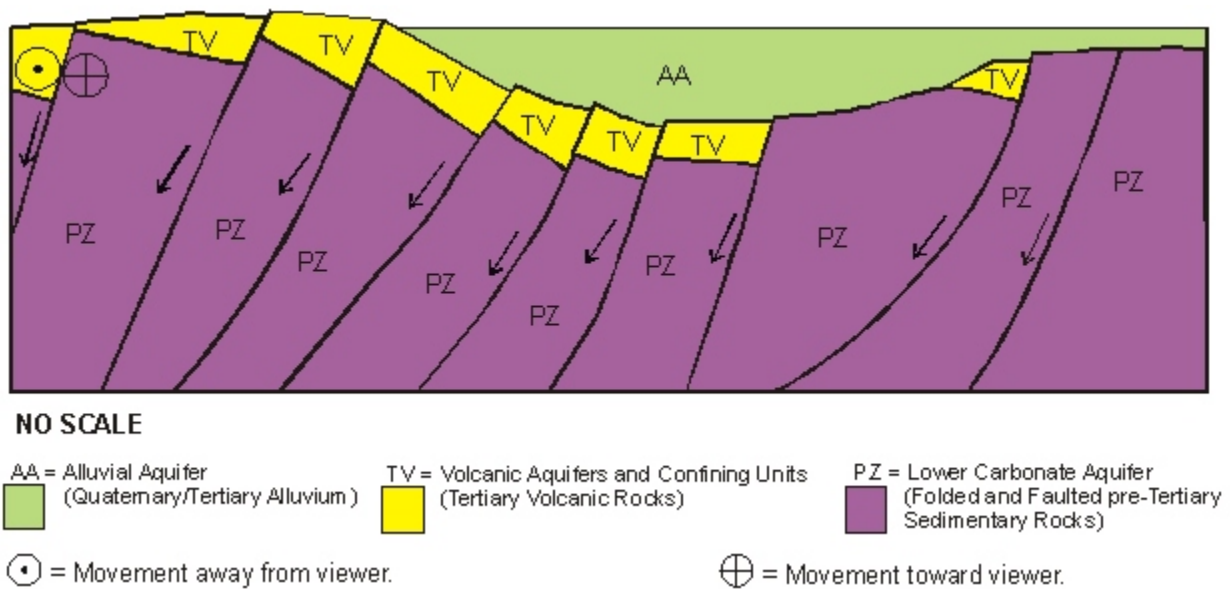 TV TV TV TV TV TV TV
AA
PZ PZ PZ PZ PZ PZ PZ PZ PZ
NO SCALE
AA = Alluvial Aquifer
(Quaternary/Tertiary Alluvium)
TV = Volcanic Aquifers and Confining Units
(Tertiary Volcanic Rocks)
PZ = Lower Carbonate Aquifer
(Folded and Faulted pre-Tertiary
Sedimentary Rocks)
= Movement away from viewer.
= Movement toward viewer.